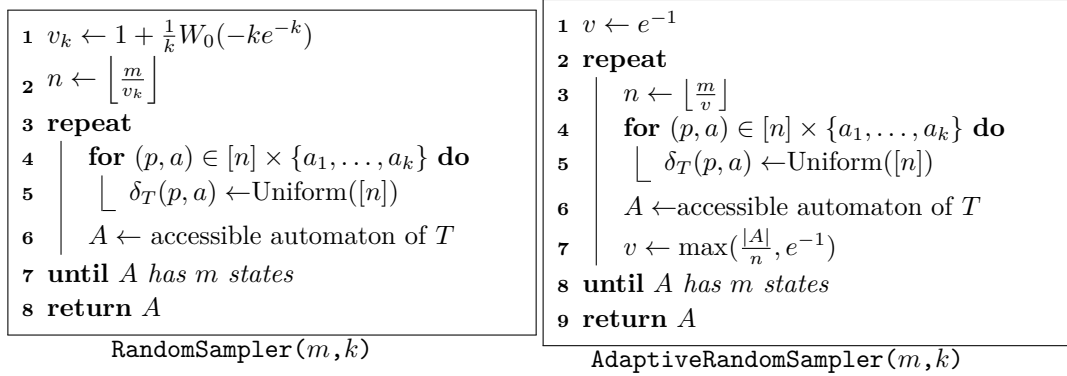 1 v_k ← 1 + 1/k W_0(−ke^{−k})
2 n ← ⌊m/v_k⌋
3 repeat
4 for (p, a) ∈ [n] × {a_1, . . . , a_k} do
5 δ_T(p, a) ←Uniform([n])
6 A ← accessible automaton of T
7 until A has m states
8 return A
RandomSampler(m,k)
1 v ← e^{−1}
2 repeat
3 n ← ⌊m/v⌋
4 for (p, a) ∈ [n] × {a_1, . . . , a_k} do
5 δ_T(p, a) ←Uniform([n])
6 A ←accessible automaton of T
7 v ← max(|A|/n, e^{−1})
8 until A has m states
9 return A
AdaptiveRandomSampler(m,k)